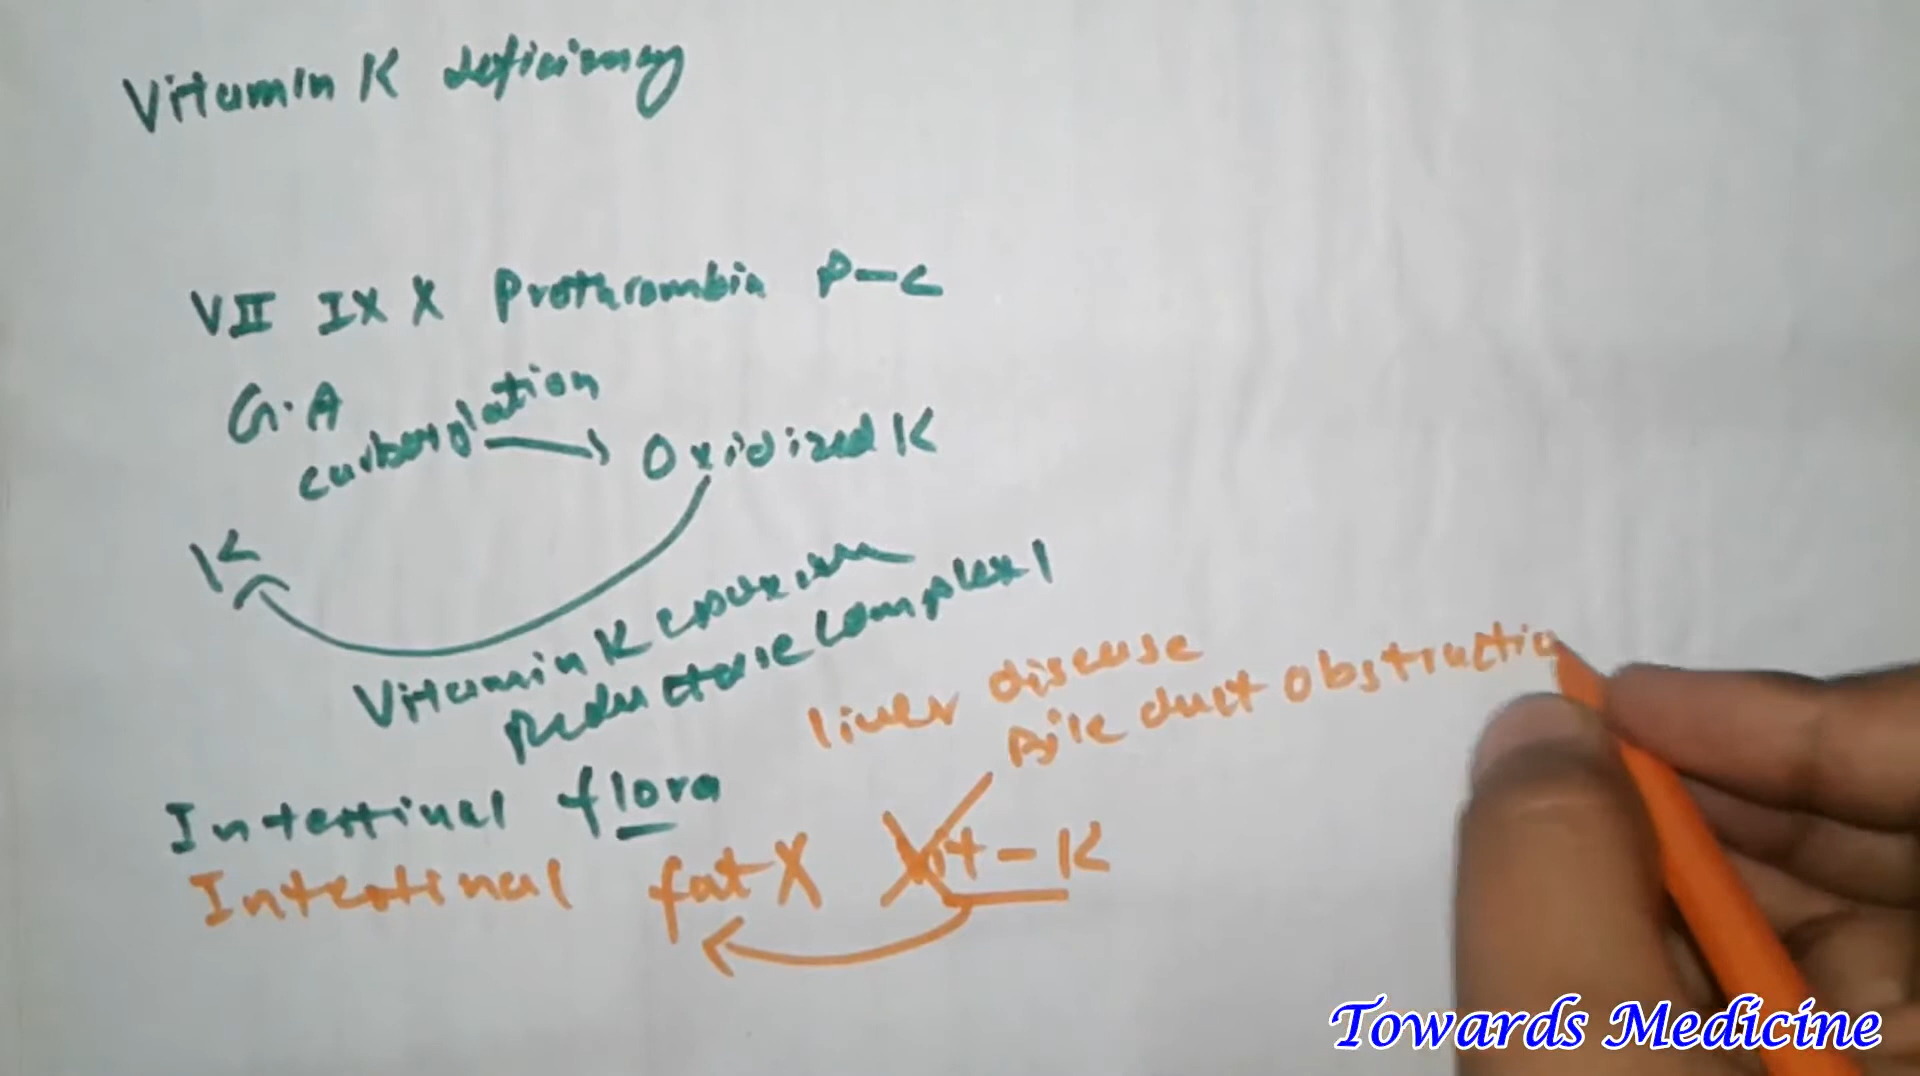 Vitamin K deficiency
VII IX X Prothrombin P-C
G.A
carboxylation → Oxidized K
K
Vitamin K epoxide
Reductase complex 1
liver disease
Bile duct obstructio
Intestinal flora
Intestinal fat X X Vit-K
Towards Medicine